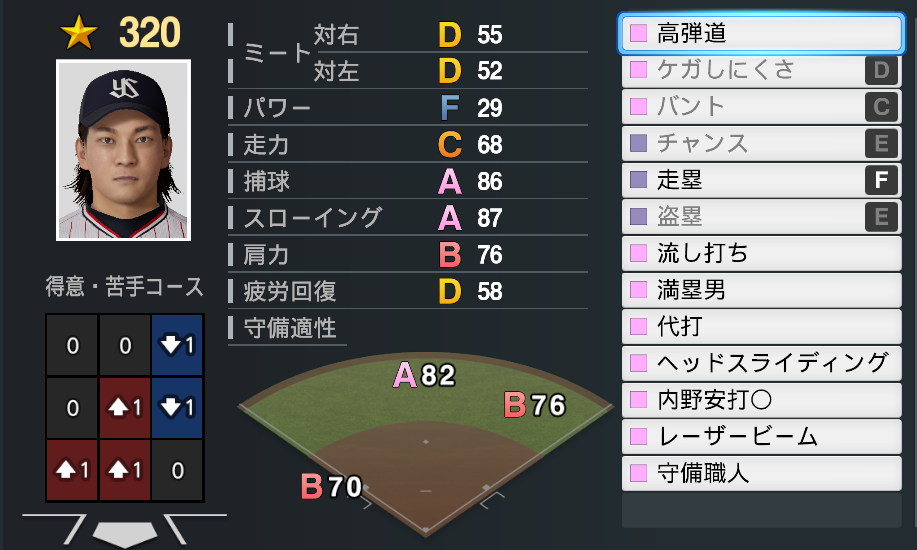 320
YS
ミート 対右 D 55
対左 D 52
パワー F 29
走力 C 68
捕球 A 86
スローイング A 87
肩力 B 76
疲労回復 D 58
守備適性
A 82
B 76
B 70
得意・苦手コース
0 0 1
0 1 1
1 1 0
高弾道
ケガしにくさ D
バント C
チャンス E
走塁 F
盗塁 E
流し打ち
満塁男
代打
ヘッドスライディング
内野安打○
レーザービーム
守備職人